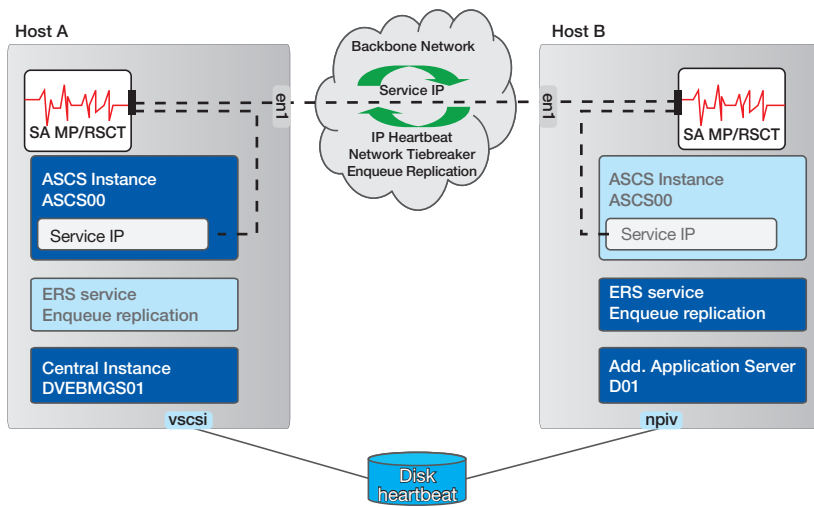 Host A
Host B
Backbone Network
Service IP
IP Heartbeat
Network Tiebreaker
Enqueue Replication
en1
en1
SA MP/RSCT
SA MP/RSCT
ASCS Instance
ASCS00
Service IP
ERS service
Enqueue replication
Central Instance
DVEBMGS01
vscsi
ASCS Instance
ASCS00
Service IP
ERS service
Enqueue replication
Add. Application Server
D01
npiv
Disk
heartbeat